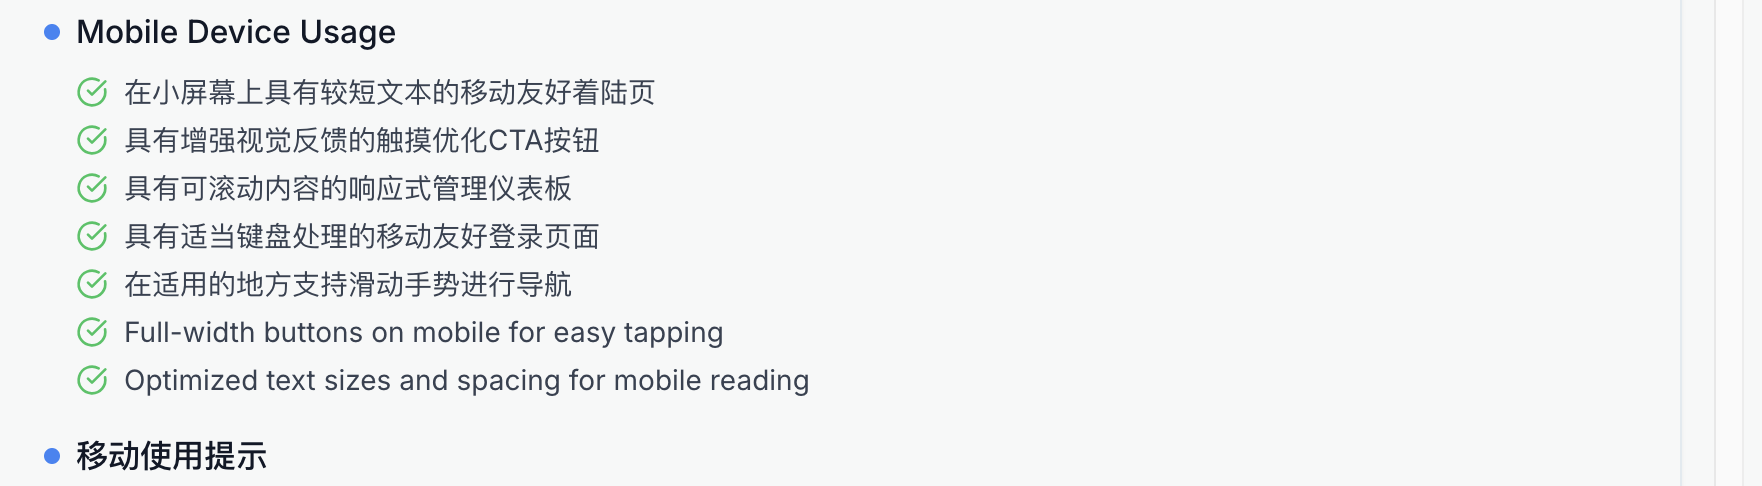 Mobile Device Usage
在小屏幕上具有较短文本的移动友好着陆页
具有增强视觉反馈的触摸优化CTA按钮
具有可滚动内容的响应式管理仪表板
具有适当键盘处理的移动友好登录页面
在适用的地方支持滑动手势进行导航
Full-width buttons on mobile for easy tapping
Optimized text sizes and spacing for mobile reading
移动使用提示